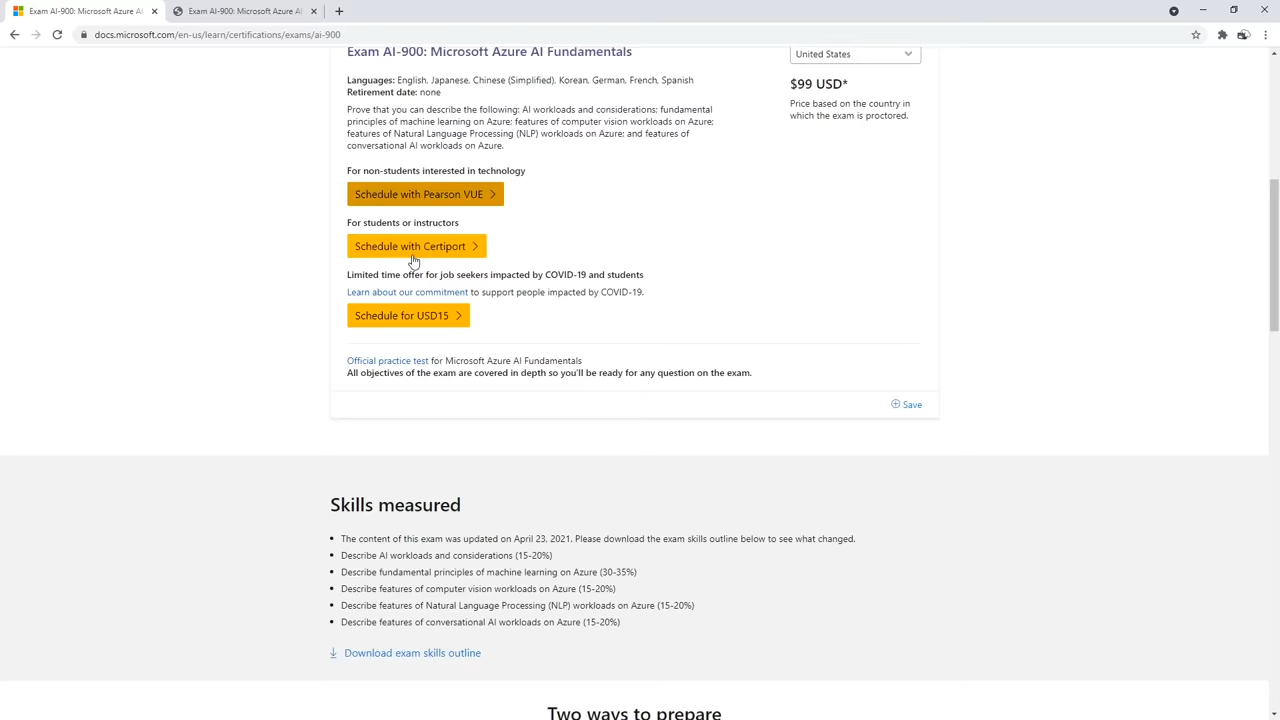 Exam AI-900: Microsoft Azure AI
Exam AI-900: Microsoft Azure AI
docs.microsoft.com/en-us/learn/certifications/exams/ai-900
Exam AI-900: Microsoft Azure AI Fundamentals
United States
Languages: English, Japanese, Chinese (Simplified), Korean, German, French, Spanish
$99 USD*
Retirement date: none
Price based on the country in
which the exam is proctored.
Prove that you can describe the following: AI workloads and considerations; fundamental
principles of machine learning on Azure; features of computer vision workloads on Azure;
features of Natural Language Processing (NLP) workloads on Azure; and features of
conversational AI workloads on Azure.
For non-students interested in technology
Schedule with Pearson VUE
For students or instructors
Schedule with Certiport
Limited time offer for job seekers impacted by COVID-19 and students
Learn about our commitment to support people impacted by COVID-19.
Schedule for USD15
Official practice test for Microsoft Azure AI Fundamentals
All objectives of the exam are covered in depth so you'll be ready for any question on the exam.
Save
Skills measured
• The content of this exam was updated on April 23, 2021. Please download the exam skills outline below to see what changed.
• Describe AI workloads and considerations (15-20%)
• Describe fundamental principles of machine learning on Azure (30-35%)
• Describe features of computer vision workloads on Azure (15-20%)
• Describe features of Natural Language Processing (NLP) workloads on Azure (15-20%)
• Describe features of conversational AI workloads on Azure (15-20%)
Download exam skills outline
Two ways to prepare